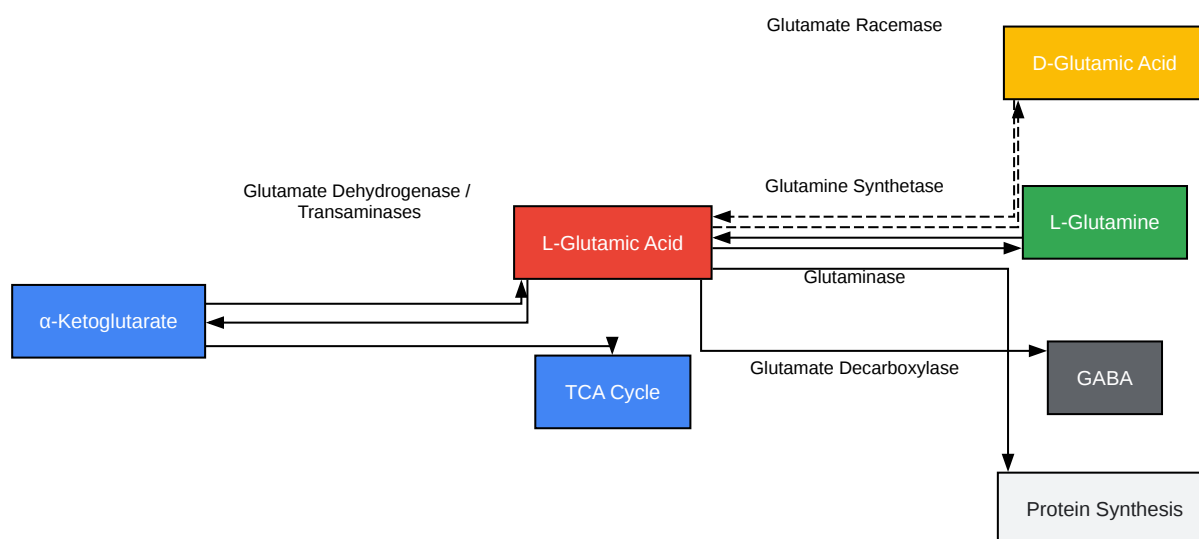 Glutamate Racemase
D-Glutamic Acid
Glutamate Dehydrogenase /
Transaminases
Glutamine Synthetase
L-Glutamic Acid
L-Glutamine
Glutaminase
α-Ketoglutarate
TCA Cycle
Glutamate Decarboxylase
GABA
Protein Synthesis